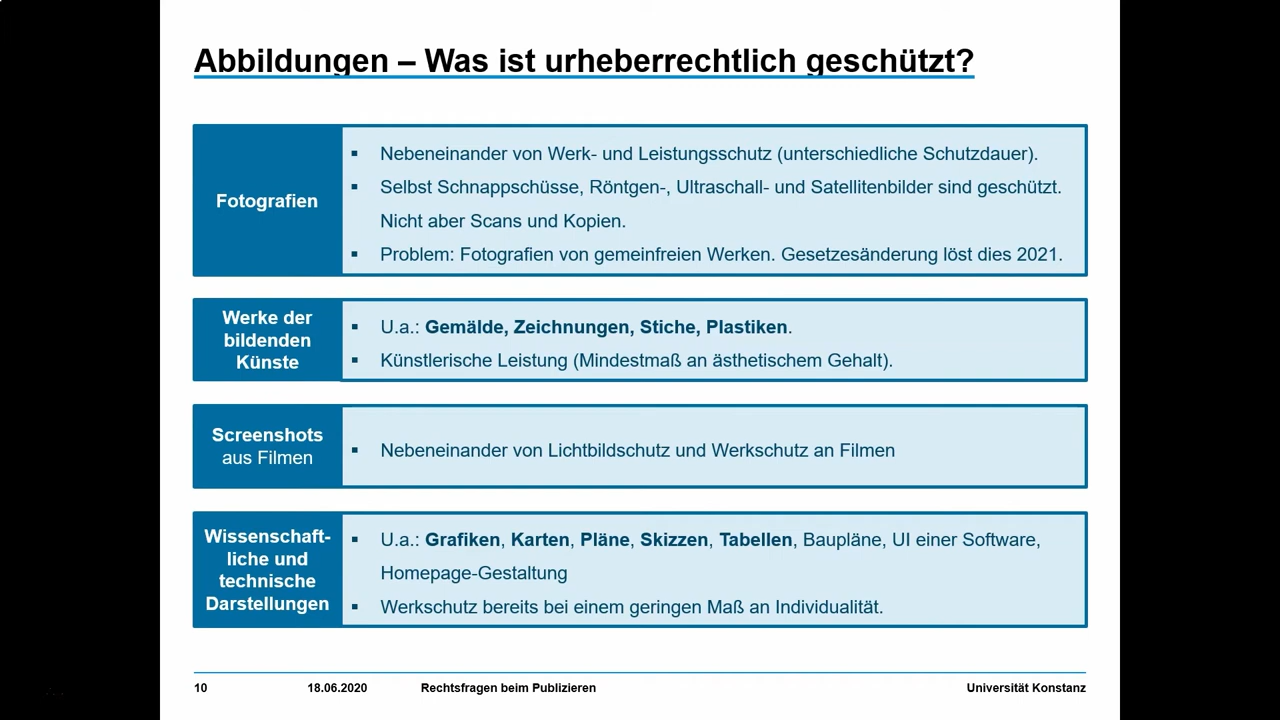 Abbildungen – Was ist urheberrechtlich geschützt?
Fotografien
▪ Nebeneinander von Werk- und Leistungsschutz (unterschiedliche Schutzdauer).
▪ Selbst Schnappschüsse, Röntgen-, Ultraschall- und Satellitenbilder sind geschützt.
Nicht aber Scans und Kopien.
▪ Problem: Fotografien von gemeinfreien Werken. Gesetzesänderung löst dies 2021.
Werke der
bildenden
Künste
▪ U.a.: Gemälde, Zeichnungen, Stiche, Plastiken.
▪ Künstlerische Leistung (Mindestmaß an ästhetischem Gehalt).
Screenshots
aus Filmen
▪ Nebeneinander von Lichtbildschutz und Werkschutz an Filmen
Wissenschaft-
liche und
technische
Darstellungen
▪ U.a.: Grafiken, Karten, Pläne, Skizzen, Tabellen, Baupläne, UI einer Software,
Homepage-Gestaltung
▪ Werkschutz bereits bei einem geringen Maß an Individualität.
10 18.06.2020 Rechtsfragen beim Publizieren Universität Konstanz